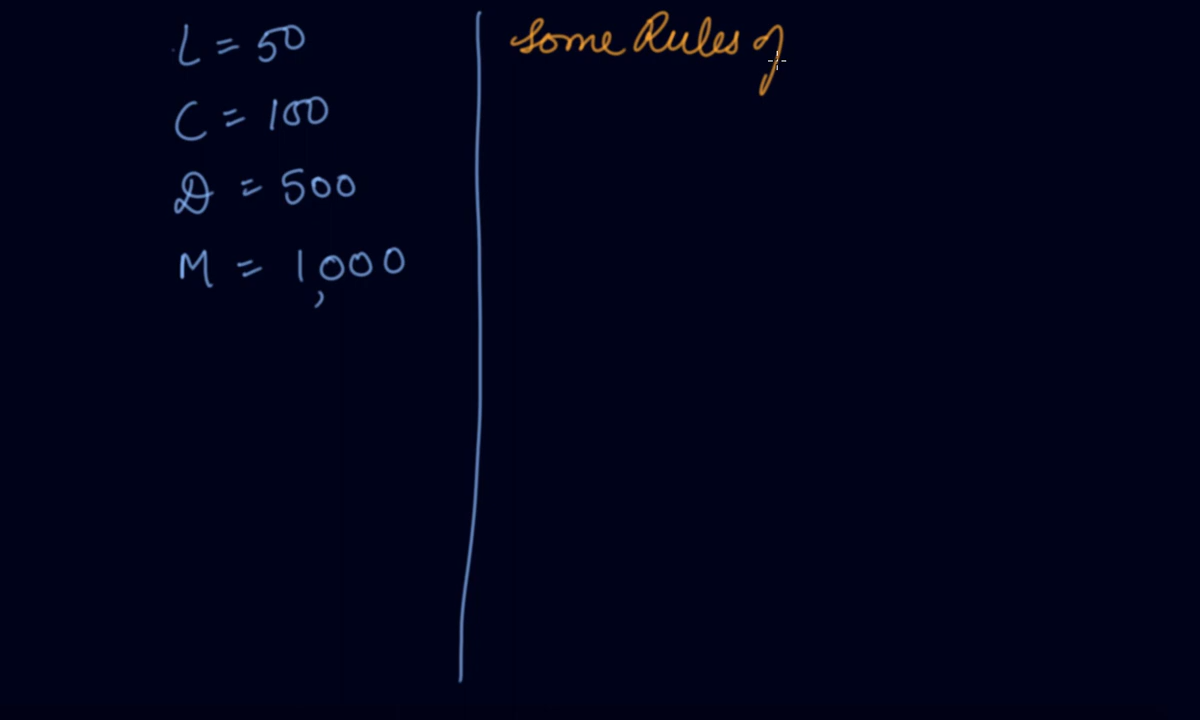 L = 50
C = 100
D = 500
M = 1,000
Some Rules of